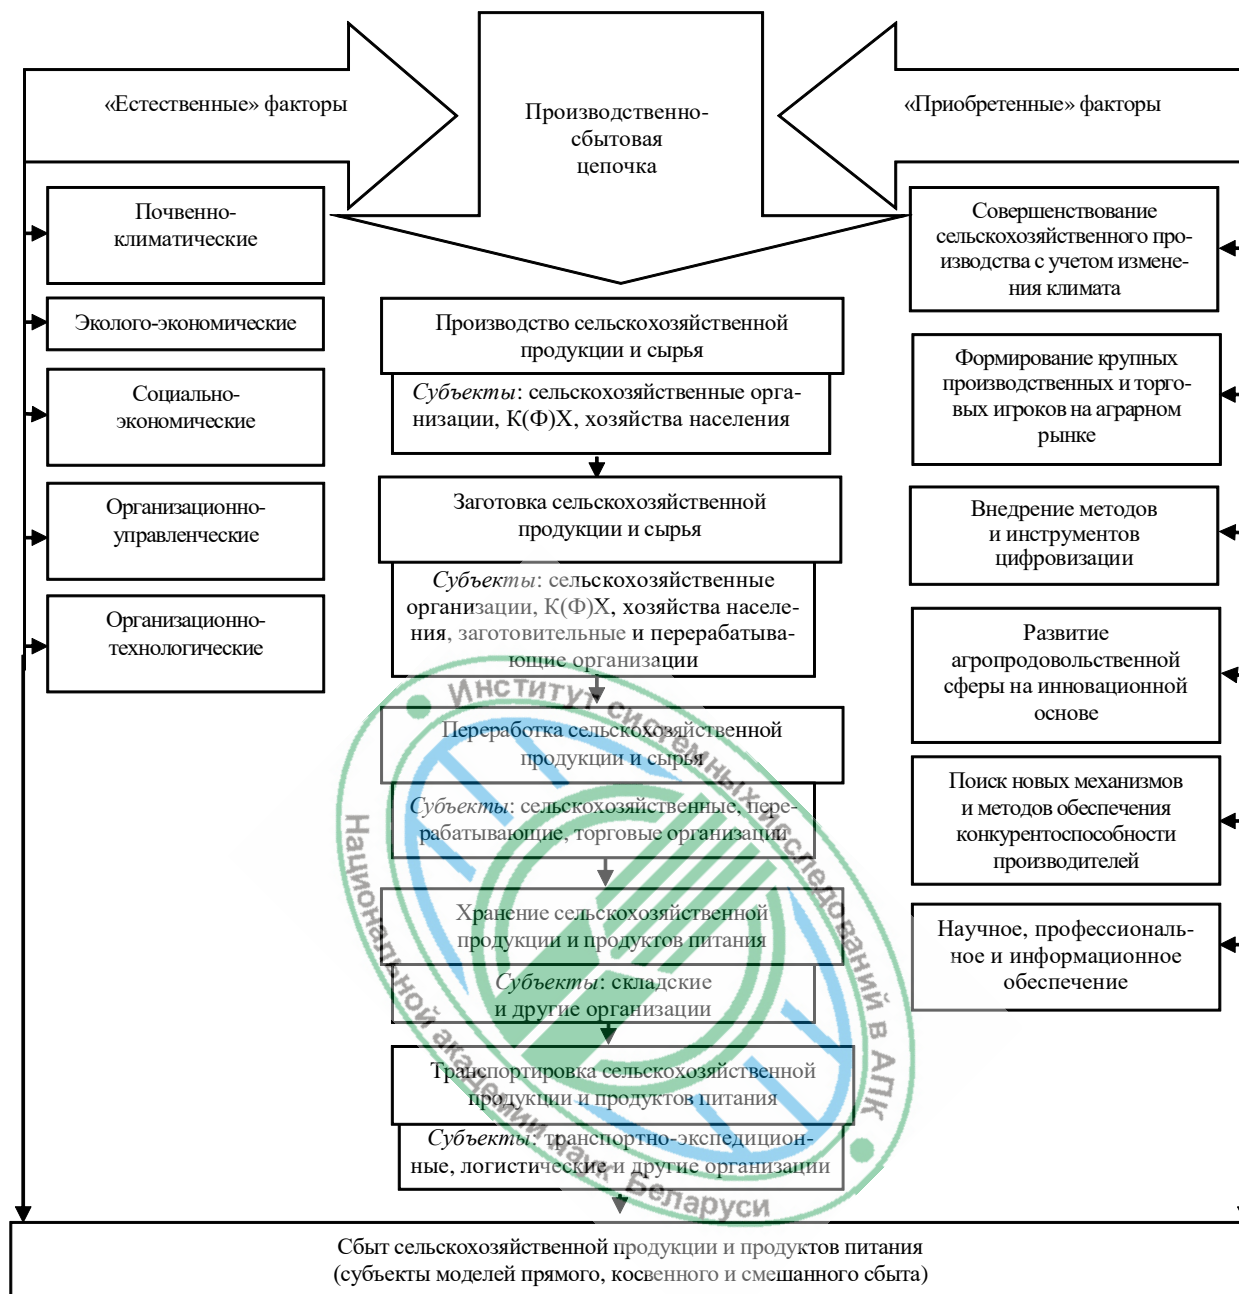 «Естественные» факторы
Производственно-
сбытовая
цепочка
«Приобретенные» факторы
Почвенно-
климатические
Эколого-экономические
Социально-
экономические
Организационно-
управленческие
Организационно-
технологические
Производство сельскохозяйственной
продукции и сырья
Субъекты: сельскохозяйственные орга-
низации, К(Ф)Х, хозяйства населения
Заготовка сельскохозяйственной
продукции и сырья
Субъекты: сельскохозяйственные
организации, К(Ф)Х, хозяйства населе-
ния, заготовительные и перерабатыва-
ющие организации
Переработка сельскохозяйственной
продукции и сырья
Субъекты: сельскохозяйственные, пере-
рабатывающие, торговые организации
Хранение сельскохозяйственной
продукции и продуктов питания
Субъекты: складские
и другие организации
Транспортировка сельскохозяйственной
продукции и продуктов питания
Субъекты: транспортно-экспедицион-
ные, логистические и другие организации
Совершенствование
сельскохозяйственного про-
изводства с учетом измене-
ния климата
Формирование крупных
производственных и торго-
вых игроков на аграрном
рынке
Внедрение методов
и инструментов
цифровизации
Развитие
агропродовольственной
сферы на инновационной
основе
Поиск новых механизмов
и методов обеспечения
конкурентоспособности
производителей
Научное, профессиональ-
ное и информационное
обеспечение
Сбыт сельскохозяйственной продукции и продуктов питания
(субъекты моделей прямого, косвенного и смешанного сбыта)
Институт системных исследований в АПК
Национальной академии наук Беларуси